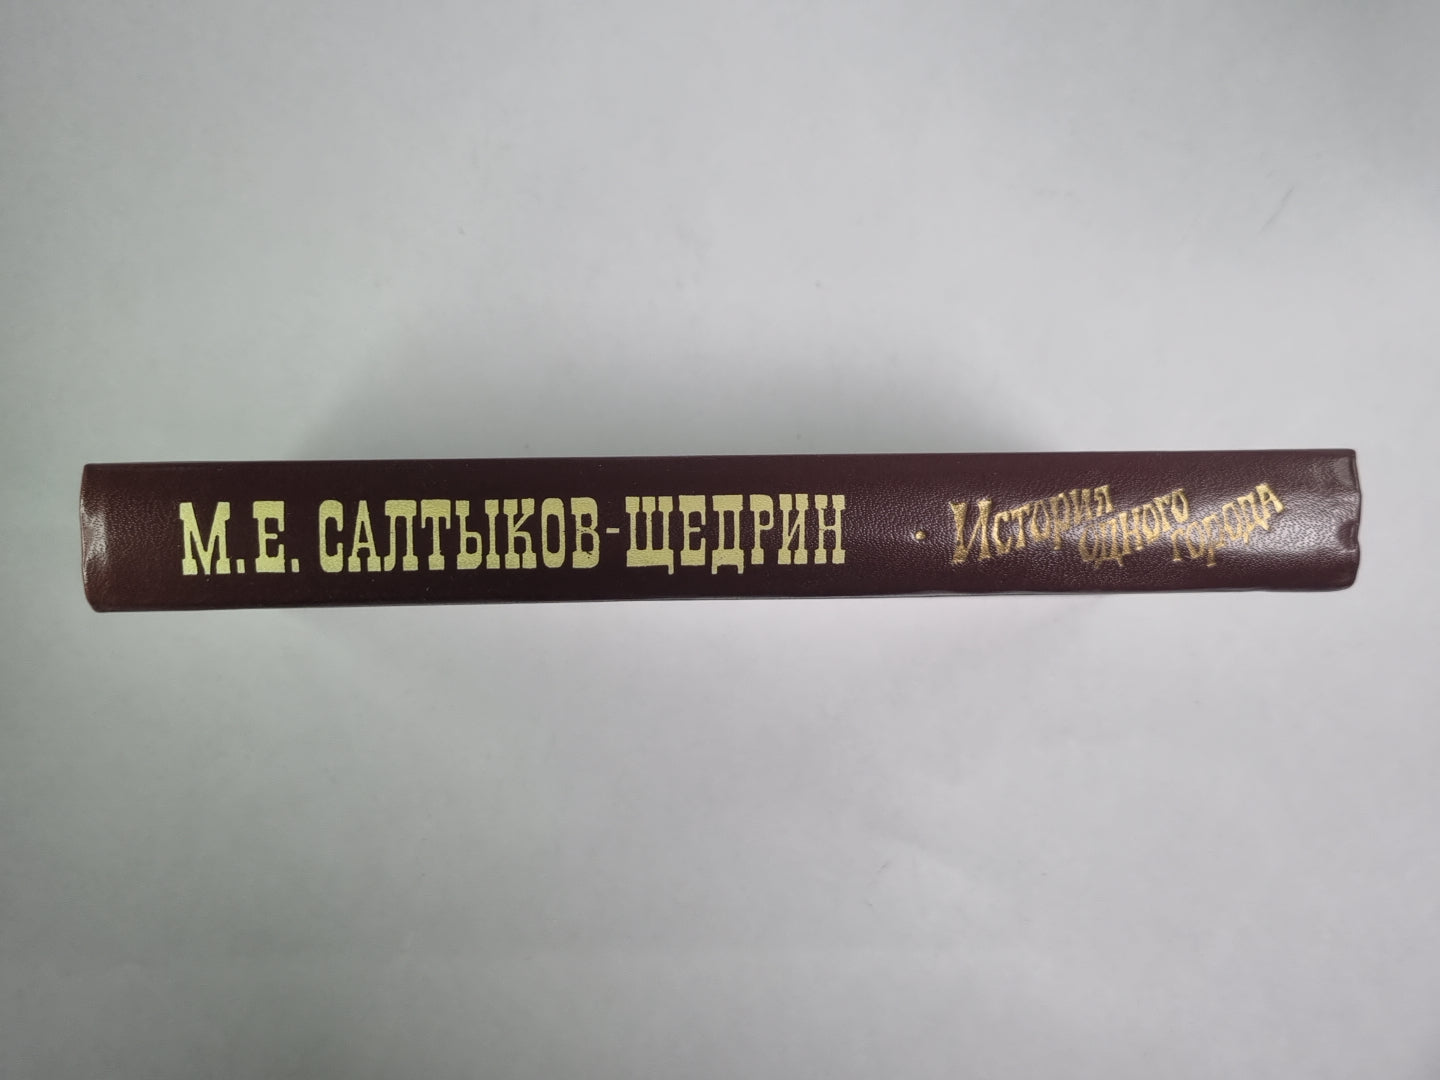 М.Е. САЛТЫКОВ-ЩЕДРИН · История
одного
города